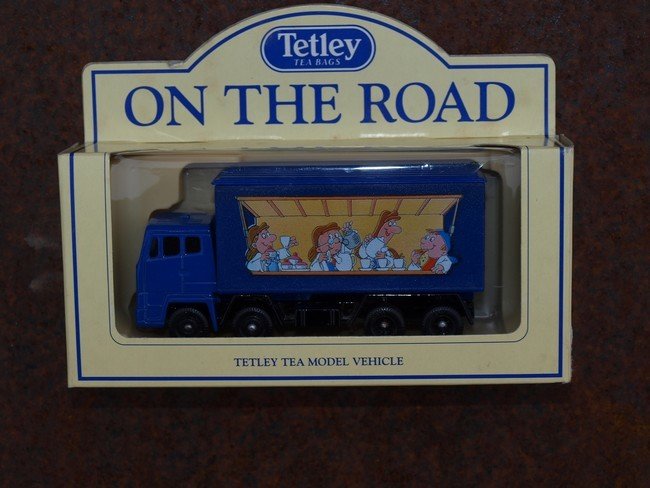 Tetley
TEA BAGS
ON THE ROAD
TETLEY TEA MODEL VEHICLE